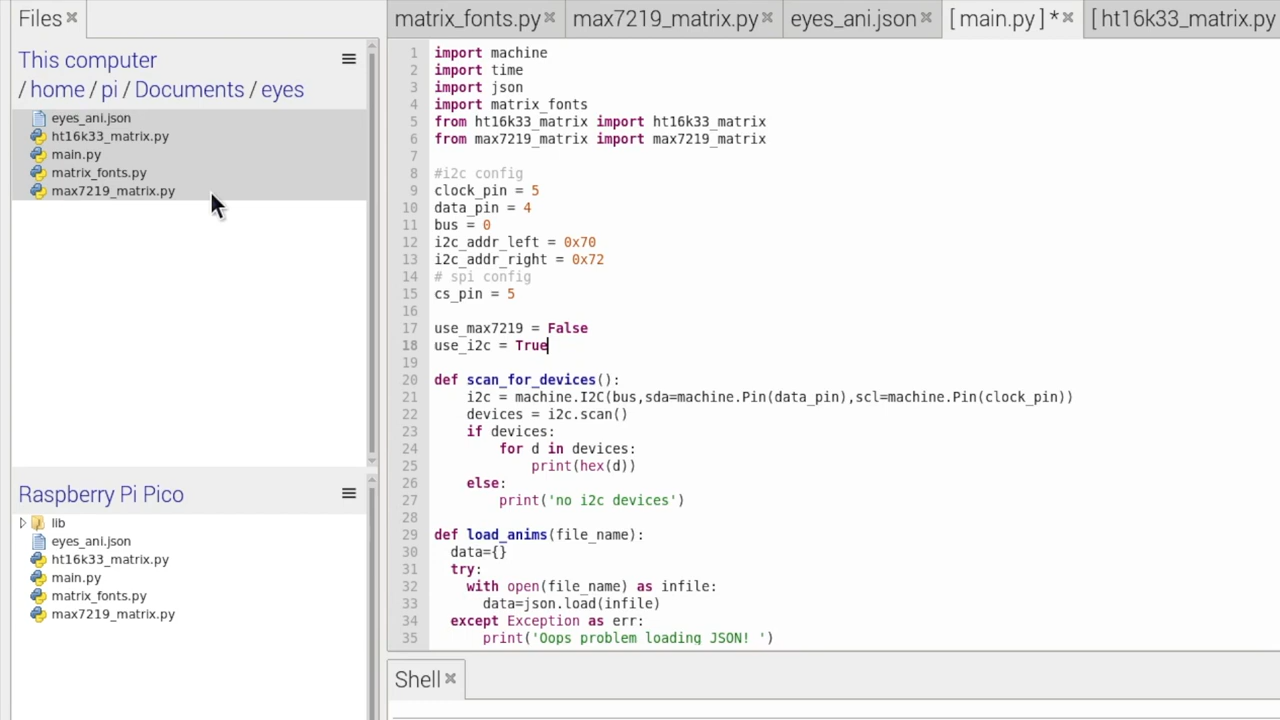 Files
This computer
/ home / pi / Documents / eyes
eyes_ani.json
ht16k33_matrix.py
main.py
matrix_fonts.py
max7219_matrix.py
Raspberry Pi Pico
lib
eyes_ani.json
ht16k33_matrix.py
main.py
matrix_fonts.py
max7219_matrix.py
matrix_fonts.py max7219_matrix.py eyes_ani.json [ main.py ] * [ ht16k33_matrix.py
1 import machine
2 import time
3 import json
4 import matrix_fonts
5 from ht16k33_matrix import ht16k33_matrix
6 from max7219_matrix import max7219_matrix
7
8 #i2c config
9 clock_pin = 5
10 data_pin = 4
11 bus = 0
12 i2c_addr_left = 0x70
13 i2c_addr_right = 0x72
14 # spi config
15 cs_pin = 5
16
17 use_max7219 = False
18 use_i2c = True
19
20 def scan_for_devices():
21     i2c = machine.I2C(bus,sda=machine.Pin(data_pin),scl=machine.Pin(clock_pin))
22     devices = i2c.scan()
23     if devices:
24         for d in devices:
25             print(hex(d))
26     else:
27         print('no i2c devices')
28
29 def load_anims(file_name):
30   data={}
31   try:
32     with open(file_name) as infile:
33       data=json.load(infile)
34   except Exception as err:
35       print('Oops problem loading JSON! ')
Shell